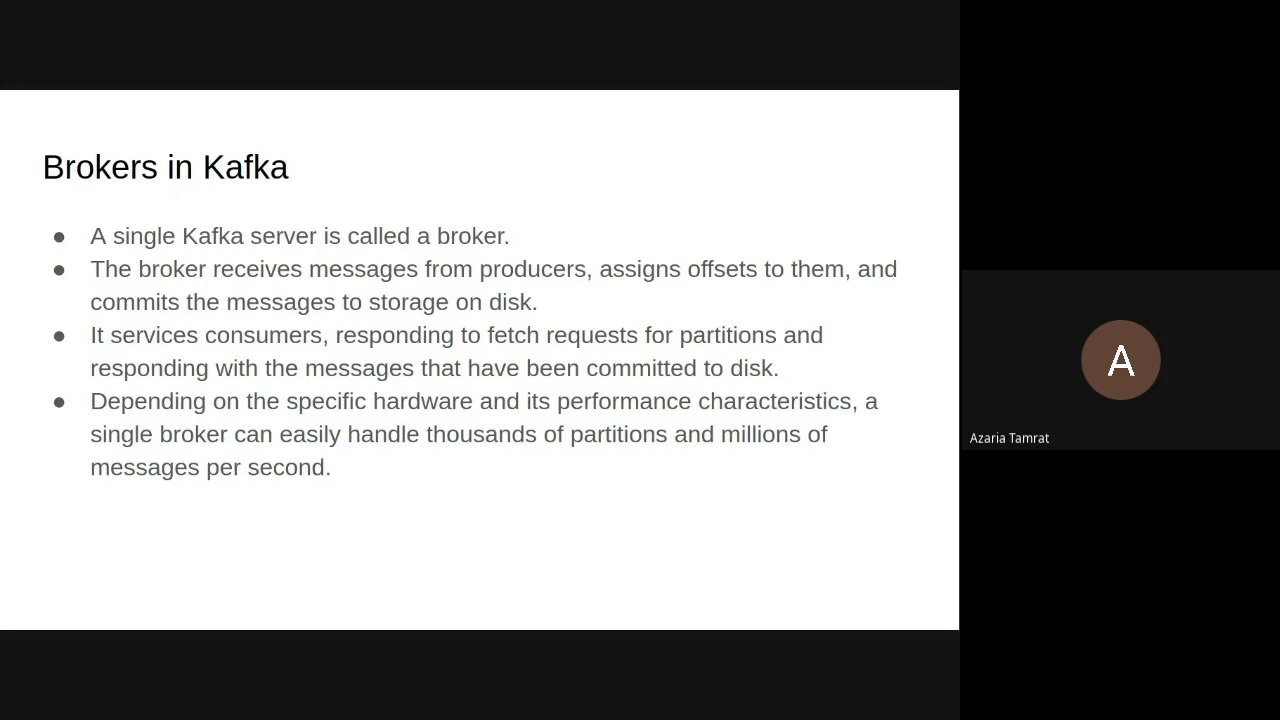 Brokers in Kafka
● A single Kafka server is called a broker.
● The broker receives messages from producers, assigns offsets to them, and
commits the messages to storage on disk.
● It services consumers, responding to fetch requests for partitions and
responding with the messages that have been committed to disk.
● Depending on the specific hardware and its performance characteristics, a
single broker can easily handle thousands of partitions and millions of
messages per second.
A
Azaria Tamrat